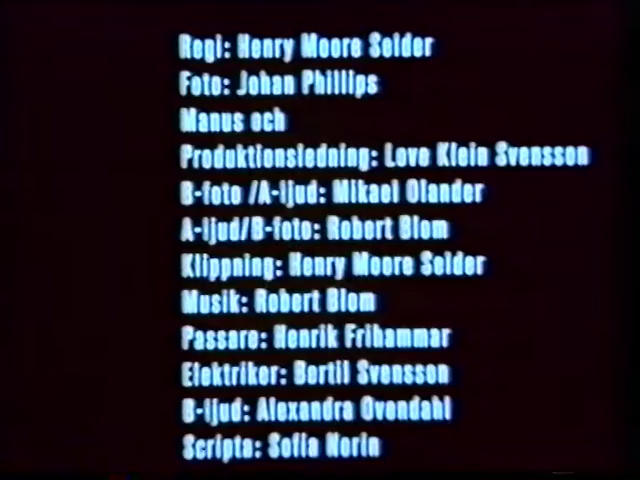 Regi: Henry Moore Selder
Foto: Johan Phillips
Manus och
Produktionsledning: Love Klein Svensson
B-foto /A-ljud: Mikael Olander
A-ljud/B-foto: Robert Blom
Klippning: Henry Moore Selder
Musik: Robert Blom
Passare: Henrik Frihammar
Elektriker: Bertil Svensson
B-ljud: Alexandra Ovendahl
Scripta: Sofia Norin